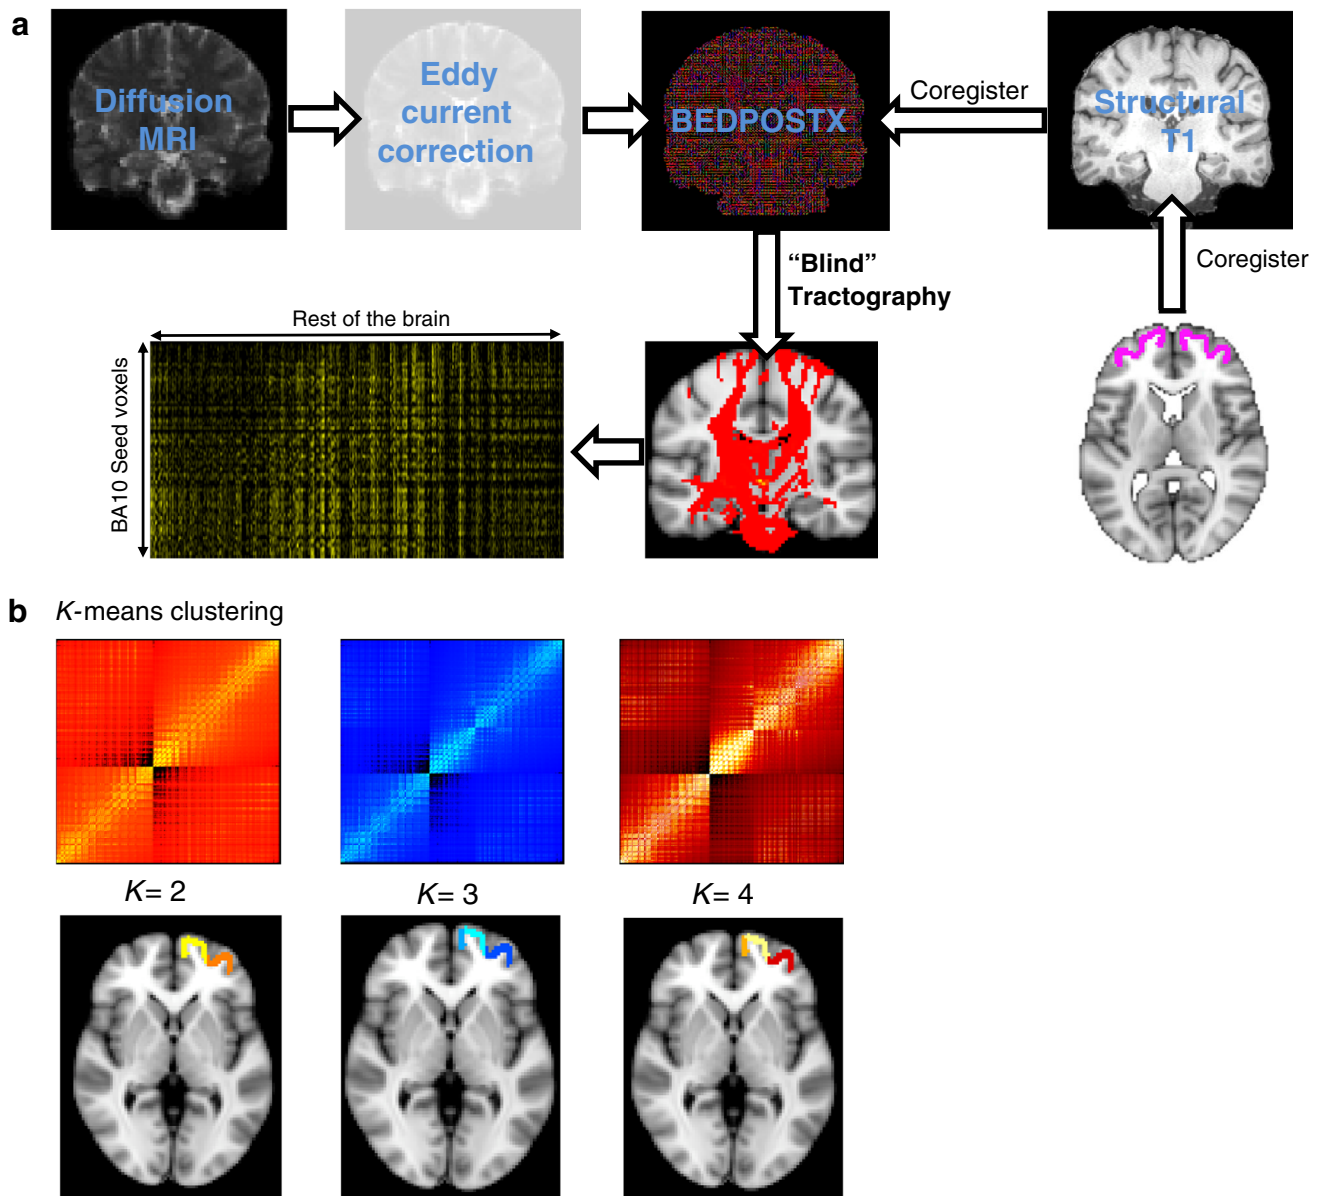 a
Diffusion
MRI
Eddy
current
correction
BEDPOSTX
Coregister
Structural
T1
"Blind"
Tractography
Coregister
Rest of the brain
BA10 Seed voxels
b K-means clustering
K= 2
K= 3
K= 4